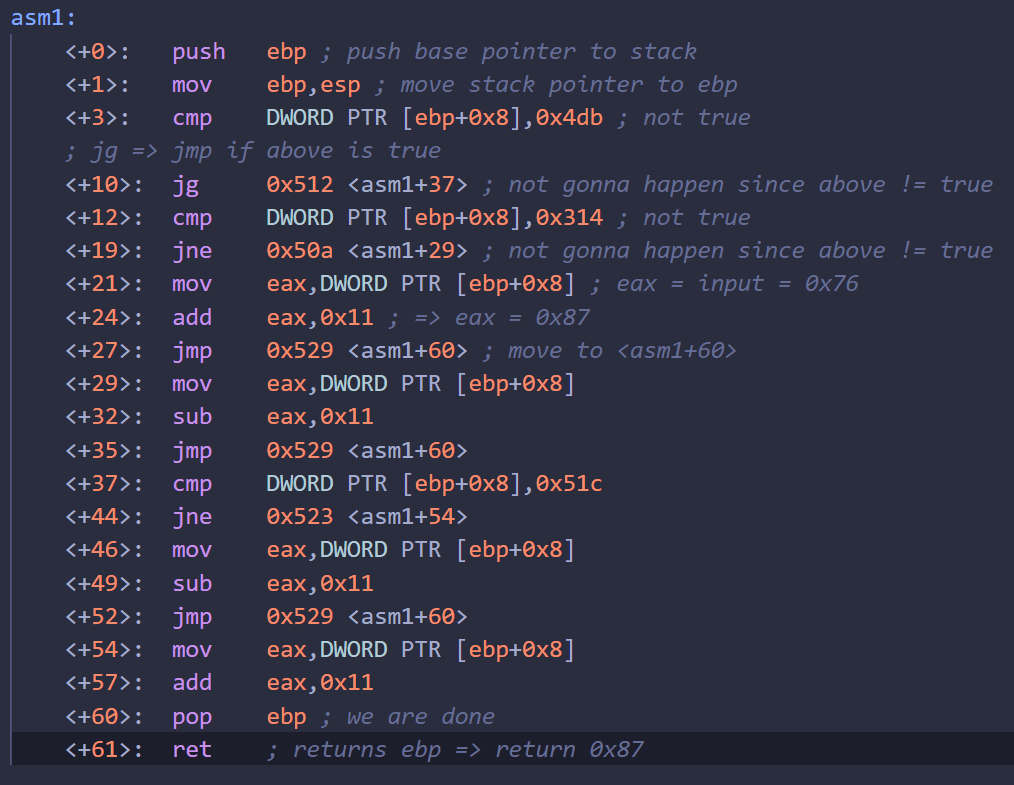 asm1:
<+0>: push ebp ; push base pointer to stack
<+1>: mov ebp,esp ; move stack pointer to ebp
<+3>: cmp DWORD PTR [ebp+0x8],0x4db ; not true
; jg => jmp if above is true
<+10>: jg 0x512 <asm1+37> ; not gonna happen since above != true
<+12>: cmp DWORD PTR [ebp+0x8],0x314 ; not true
<+19>: jne 0x50a <asm1+29> ; not gonna happen since above != true
<+21>: mov eax,DWORD PTR [ebp+0x8] ; eax = input = 0x76
<+24>: add eax,0x11 ; => eax = 0x87
<+27>: jmp 0x529 <asm1+60> ; move to <asm1+60>
<+29>: mov eax,DWORD PTR [ebp+0x8]
<+32>: sub eax,0x11
<+35>: jmp 0x529 <asm1+60>
<+37>: cmp DWORD PTR [ebp+0x8],0x51c
<+44>: jne 0x523 <asm1+54>
<+46>: mov eax,DWORD PTR [ebp+0x8]
<+49>: sub eax,0x11
<+52>: jmp 0x529 <asm1+60>
<+54>: mov eax,DWORD PTR [ebp+0x8]
<+57>: add eax,0x11
<+60>: pop ebp ; we are done
<+61>: ret ; returns ebp => return 0x87